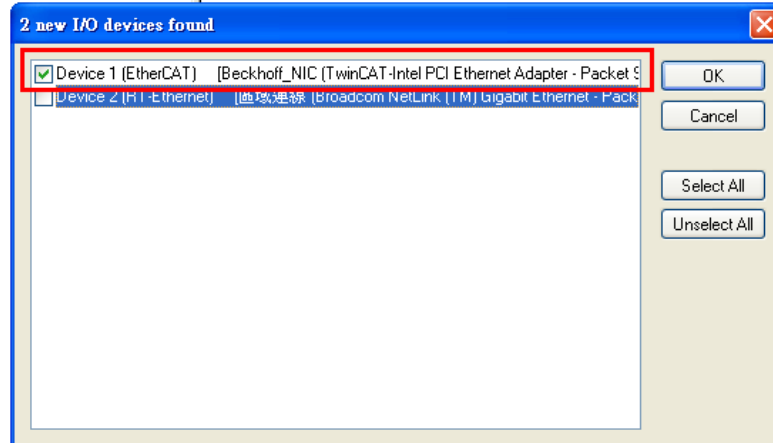 2 new I/O devices found
Device 1 (EtherCAT) [Beckhoff_NIC (TwinCAT-Intel PCI Ethernet Adapter - Packet S
Device 2 (RT-Ethernet) [區域連線 (Broadcom NetLink (TM) Gigabit Ethernet - Pack
OK
Cancel
Select All
Unselect All